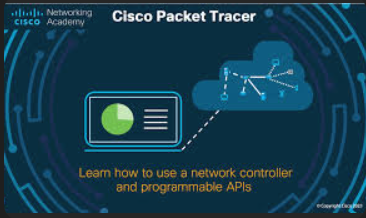 Networking
CISCO Academy
Cisco Packet Tracer
Learn how to use a network controller
and programmable APIs